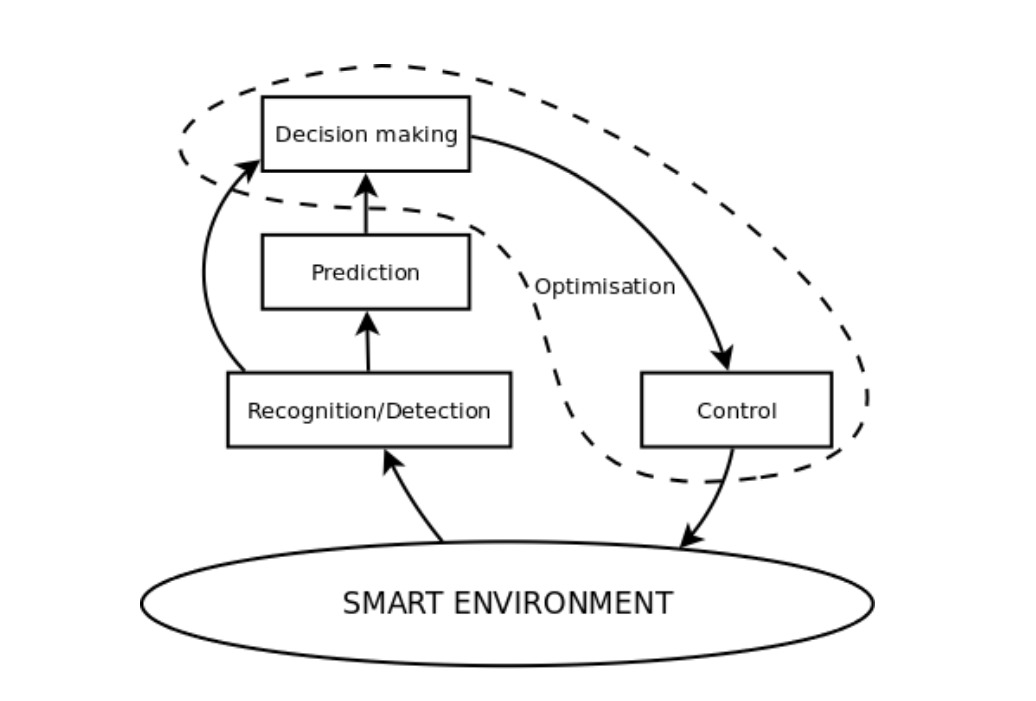 Decision making
Prediction
Optimisation
Recognition/Detection
Control
SMART ENVIRONMENT